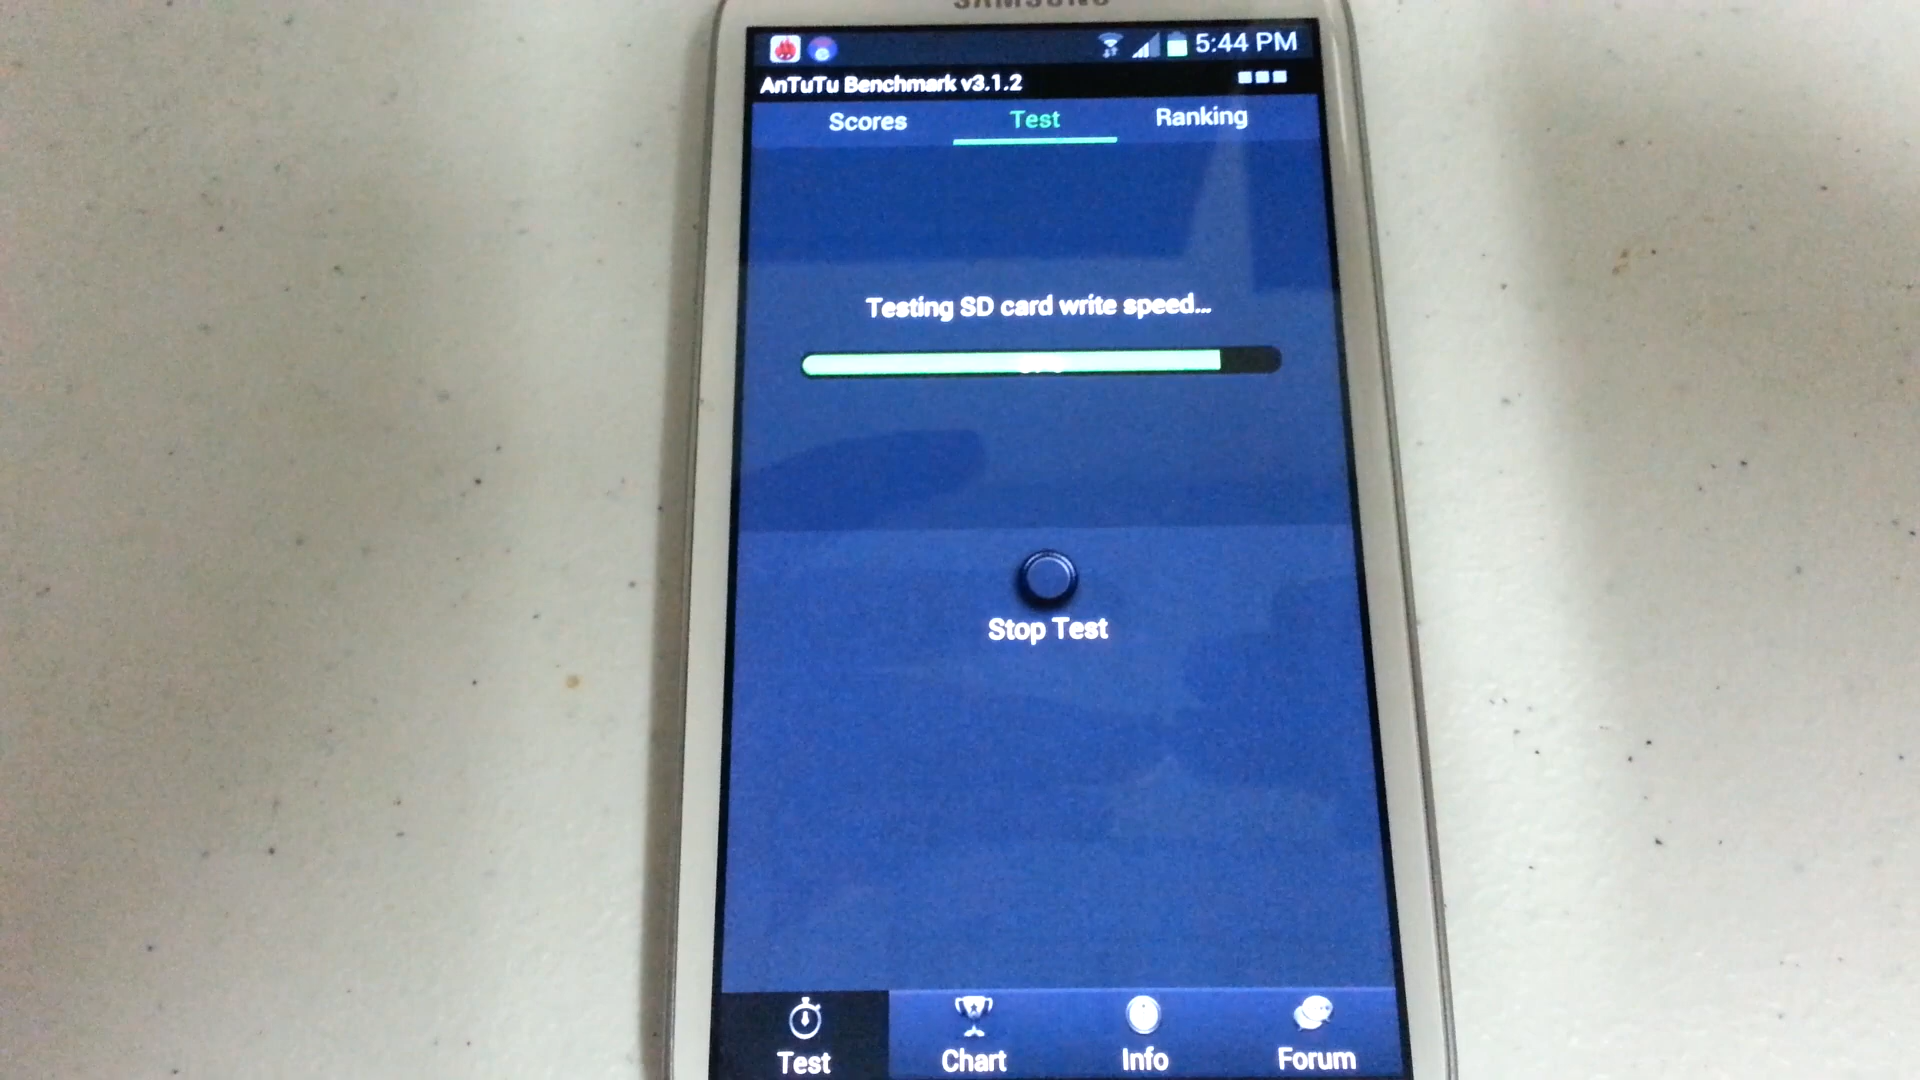 SAMSUNG
5:44 PM
AnTuTu Benchmark v3.1.2
Scores Test Ranking
Testing SD card write speed...
Stop Test
Test Chart Info Forum